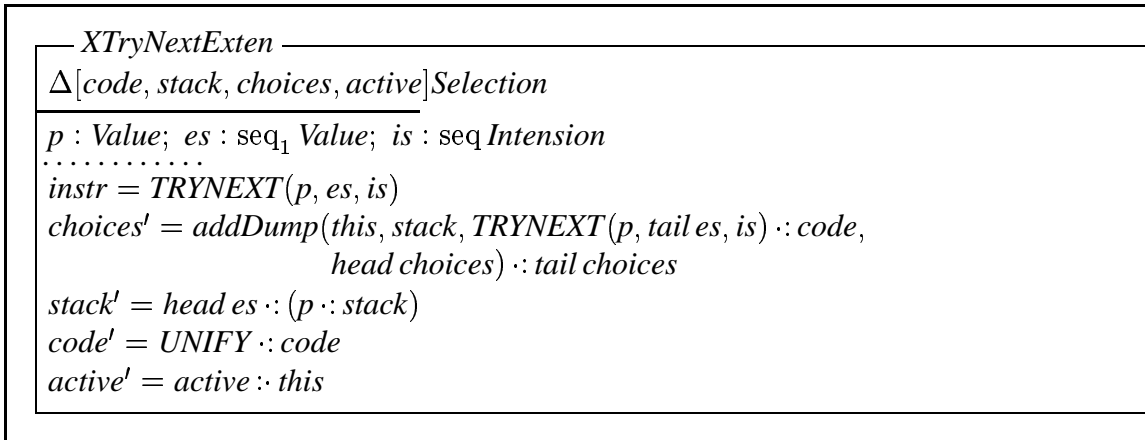 XTryNextExten
Δ[code, stack, choices, active]Selection
p : Value; es : seq₁ Value; is : seq Intension
instr = TRYNEXT(p, es, is)
choices′ = addDump(this, stack, TRYNEXT(p, tail es, is) ·: code,
head choices) ·: tail choices
stack′ = head es ·: (p ·: stack)
code′ = UNIFY ·: code
active′ = active :· this